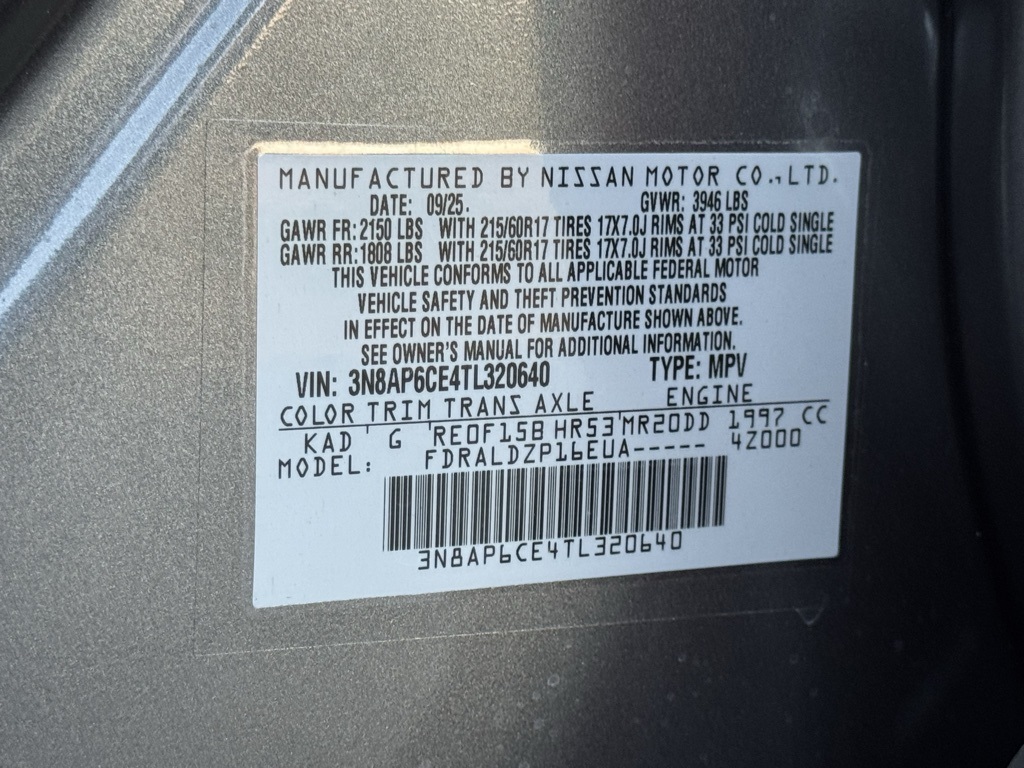 MANUFACTURED BY NISSAN MOTOR CO.,LTD.
DATE: 09/25. GVWR: 3946 LBS
GAWR FR: 2150 LBS WITH 215/60R17 TIRES 17X7.0J RIMS AT 33 PSI COLD SINGLE
GAWR RR: 1808 LBS WITH 215/60R17 TIRES 17X7.0J RIMS AT 33 PSI COLD SINGLE
THIS VEHICLE CONFORMS TO ALL APPLICABLE FEDERAL MOTOR
VEHICLE SAFETY AND THEFT PREVENTION STANDARDS
IN EFFECT ON THE DATE OF MANUFACTURE SHOWN ABOVE.
SEE OWNER'S MANUAL FOR ADDITIONAL INFORMATION.
VIN: 3N8AP6CE4TL320640 TYPE: MPV
COLOR TRIM TRANS AXLE ENGINE
KAD ' G 'RE0F15B HR53'MR20DD 1997 CC
MODEL: FDRALDZP16EUA----- 4Z000
3N8AP6CE4TL320640